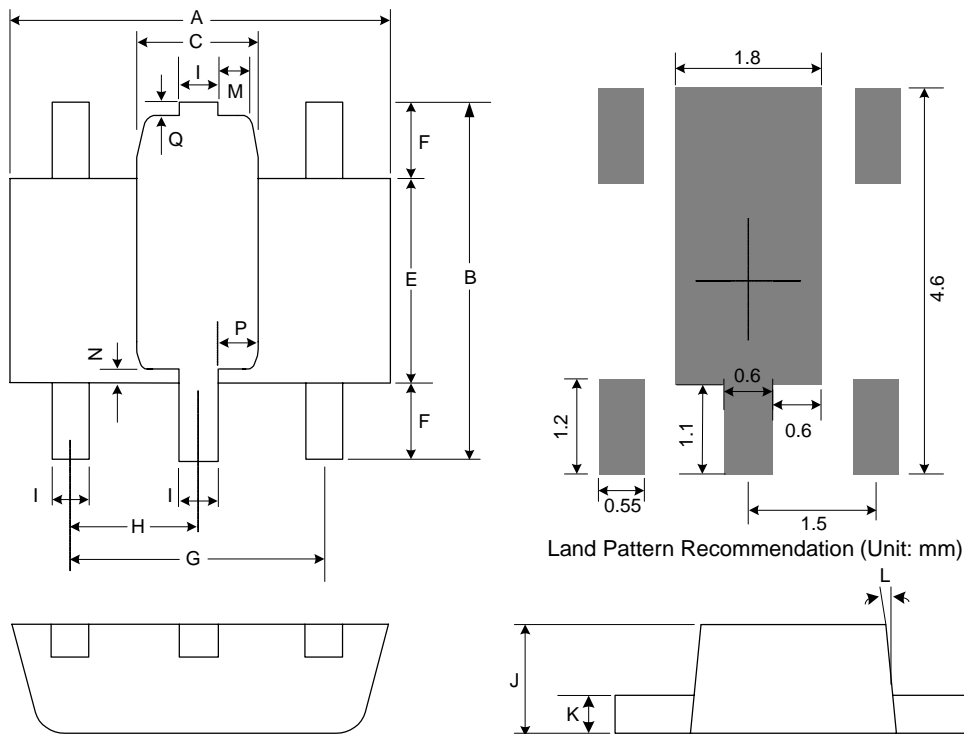 A
C
I
M
Q
F
E
B
P
N
F
I
I
H
G
1.8
4.6
0.6
1.2
1.1
0.6
0.55
1.5
Land Pattern Recommendation (Unit: mm)
L
J
K